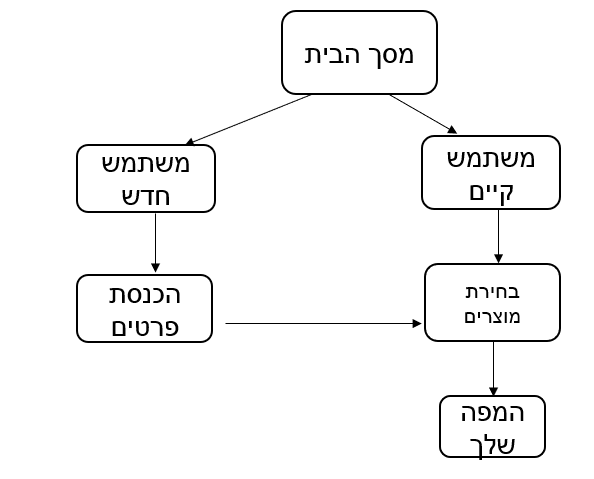 מסך הבית
משתמש
קיים
משתמש
חדש
הכנסת
פרטים
בחירת
מוצרים
המפה
שלך